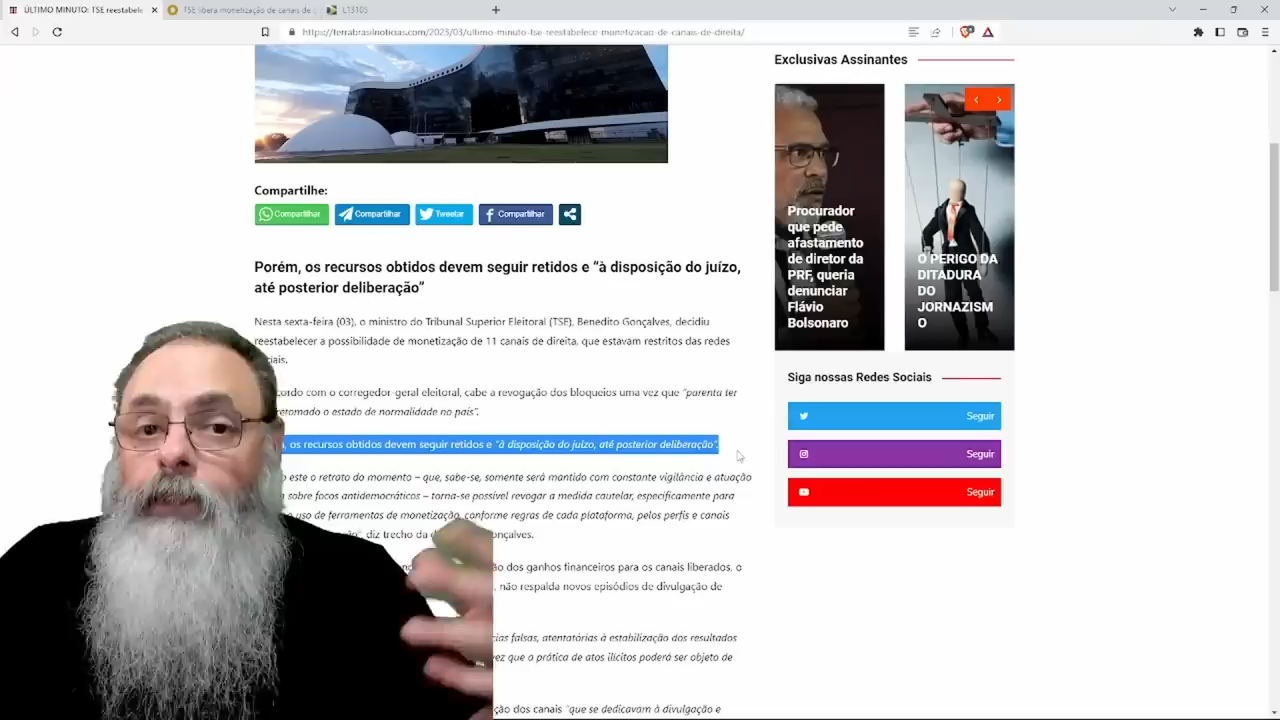 ÚLTIMO MINUTO: TSE reestabele
TSE libera monetização de canais de
L13105
https://terrabrasilnoticias.com/2023/03/ultimo-minuto-tse-reestabelece-monetizacao-de-canais-de-direita/
Compartilhe:
Compartilhar
Compartilhar
Tweetar
Compartilhar
Porém, os recursos obtidos devem seguir retidos e “à disposição do juízo,
até posterior deliberação”
Nesta sexta-feira (03), o ministro do Tribunal Superior Eleitoral (TSE), Benedito Gonçalves, decidiu
reestabelecer a possibilidade de monetização de 11 canais de direita, que estavam restritos das redes
ciais.
cordo com o corregedor-geral eleitoral, cabe a revogação dos bloqueios uma vez que “parenta ter
retomado o estado de normalidade no país”.
, os recursos obtidos devem seguir retidos e “à disposição do juízo, até posterior deliberação”.
este o retrato do momento – que, sabe-se, somente será mantido com constante vigilância e atuação
sobre focos antidemocráticos – torna-se possível revogar a medida cautelar, especificamente para
uso de ferramentas de monetização, conforme regras de cada plataforma, pelos perfis e canais
diz trecho da
onçalves.
ão dos ganhos financeiros para os canais liberados, o
, não respalda novos episódios de divulgação de
cias falsas, atentatórias à estabilização dos resultados
vez que a prática de atos ilícitos poderá ser objeto de
ção dos canais “que se dedicavam à divulgação e
Exclusivas Assinantes
Procurador
que pede
afastamento
de diretor da
PRF, queria
denunciar
Flávio
Bolsonaro
O PERIGO DA
DITADURA
DO
JORNAZISM
O
Siga nossas Redes Sociais
Seguir
Seguir
Seguir